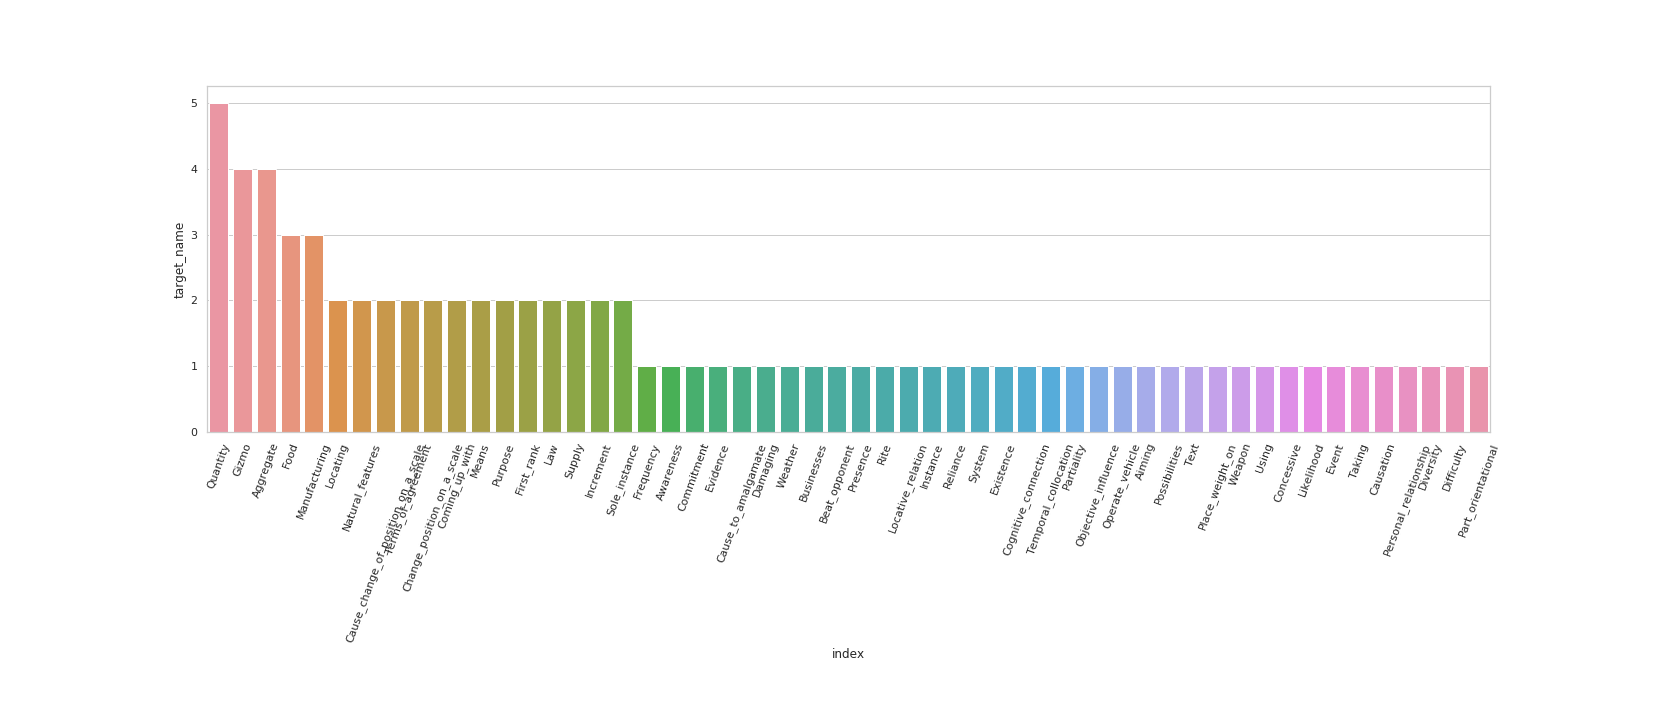 target_name
5
4
3
2
1
0
Quantity
Gizmo
Aggregate
Food
Manufacturing
Locating
Natural_features
Cause_change_of_position_on_a_scale
Terms_of_agreement
Change_position_on_a_scale
Coming_up_with
Means
Purpose
First_rank
Law
Supply
Increment
Sole_instance
Frequency
Awareness
Commitment
Evidence
Cause_to_amalgamate
Damaging
Weather
Businesses
Beat_opponent
Presence
Rite
Locative_relation
Instance
Reliance
System
Existence
Cognitive_connection
Temporal_collocation
Partiality
Objective_influence
Operate_vehicle
Aiming
Possibilities
Text
Place_weight_on
Weapon
Using
Concessive
Likelihood
Event
Taking
Causation
Personal_relationship
Diversity
Difficulty
Part_orientational
index